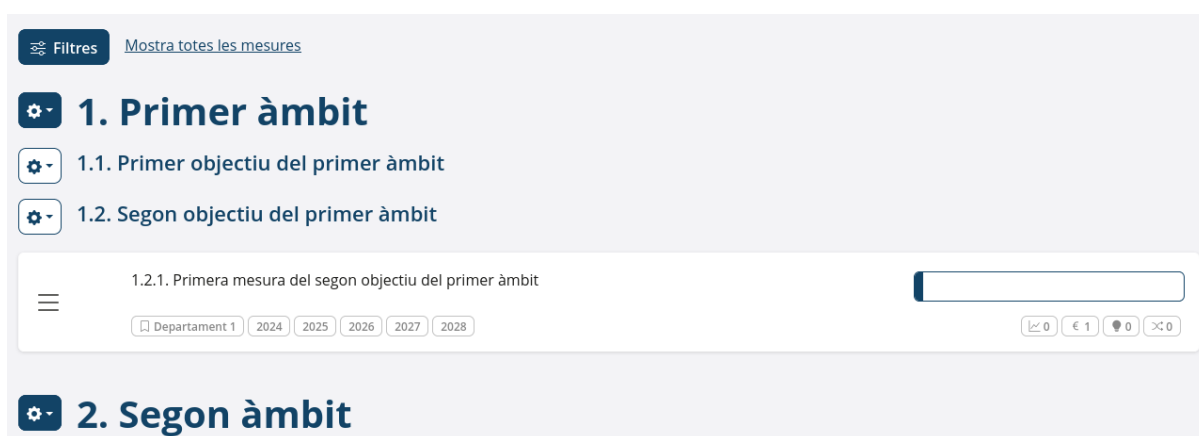 Filtres
Mostra totes les mesures
1. Primer àmbit
1.1. Primer objectiu del primer àmbit
1.2. Segon objectiu del primer àmbit
1.2.1. Primera mesura del segon objectiu del primer àmbit
Departament 1 2024 2025 2026 2027 2028
0 € 1 0 0
2. Segon àmbit